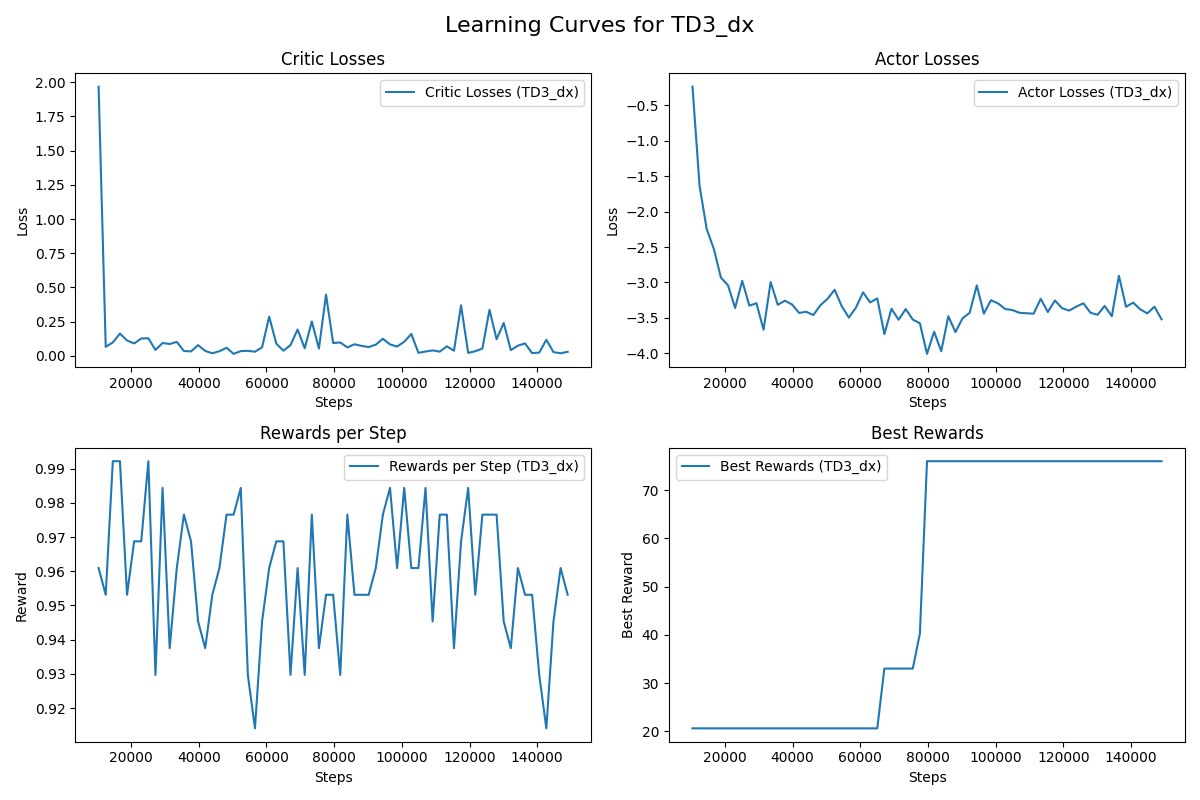 Learning Curves for TD3_dx
Critic Losses
Critic Losses (TD3_dx)
2.00
1.75
1.50
1.25
1.00
0.75
0.50
0.25
0.00
Loss
20000 40000 60000 80000 100000 120000 140000
Steps
Actor Losses
Actor Losses (TD3_dx)
−0.5
−1.0
−1.5
−2.0
−2.5
−3.0
−3.5
−4.0
Loss
20000 40000 60000 80000 100000 120000 140000
Steps
Rewards per Step
Rewards per Step (TD3_dx)
0.99
0.98
0.97
0.96
0.95
0.94
0.93
0.92
Reward
20000 40000 60000 80000 100000 120000 140000
Steps
Best Rewards
Best Rewards (TD3_dx)
70
60
50
40
30
20
Best Reward
20000 40000 60000 80000 100000 120000 140000
Steps